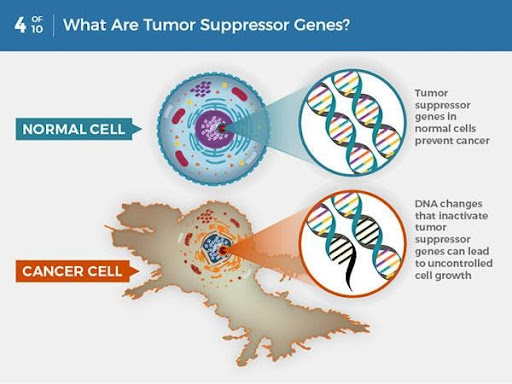 4 OF 10 What Are Tumor Suppressor Genes?
NORMAL CELL
Tumor
suppressor
genes in
normal cells
prevent cancer
CANCER CELL
DNA changes
that inactivate
tumor
suppressor
genes can lead
to uncontrolled
cell growth